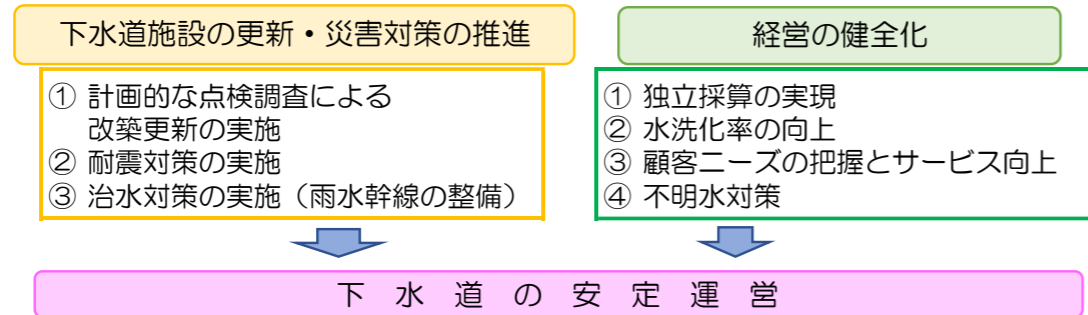 下水道施設の更新・災害対策の推進
① 計画的な点検調査による
改築更新の実施
② 耐震対策の実施
③ 治水対策の実施（雨水幹線の整備）
経営の健全化
① 独立採算の実現
② 水洗化率の向上
③ 顧客ニーズの把握とサービス向上
④ 不明水対策
下水道の安定運営